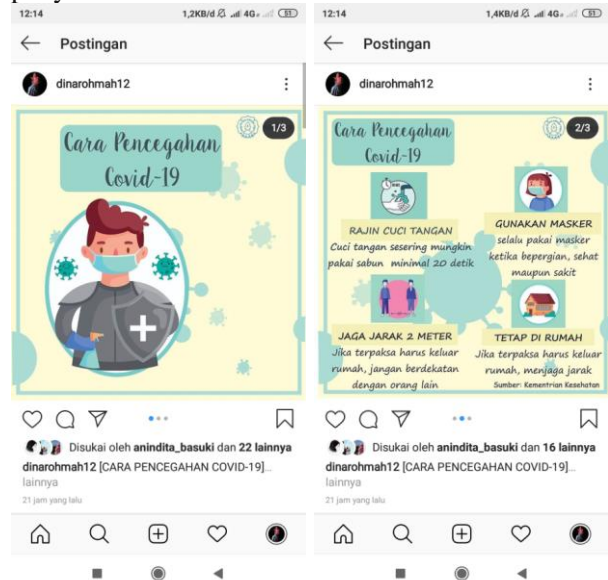 12:14
1,2KB/d
4G
51
Postingan
dinarohmah12
1/3
Cara Pencegahan
Covid-19
Disukai oleh anindita_basuki dan 22 lainnya
dinarohmah12 [CARA PENCEGAHAN COVID-19]...
lainnya
21 jam yang lalu
12:14
1,4KB/d
4G
51
Postingan
dinarohmah12
2/3
Cara Pencegahan
Covid-19
RAJIN CUCI TANGAN
Cuci tangan sesering mungkin
pakai sabun minimal 20 detik
GUNAKAN MASKER
selalu pakai masker
ketika bepergian, sehat
maupun sakit
JAGA JARAK 2 METER
Jika terpaksa harus keluar
rumah, jangan berdekatan
dengan orang lain
TETAP DI RUMAH
Jika terpaksa harus keluar
rumah, menjaga jarak
Sumber: Kementrian Kesehatan
Disukai oleh anindita_basuki dan 16 lainnya
dinarohmah12 [CARA PENCEGAHAN COVID-19]...
lainnya
21 jam yang lalu